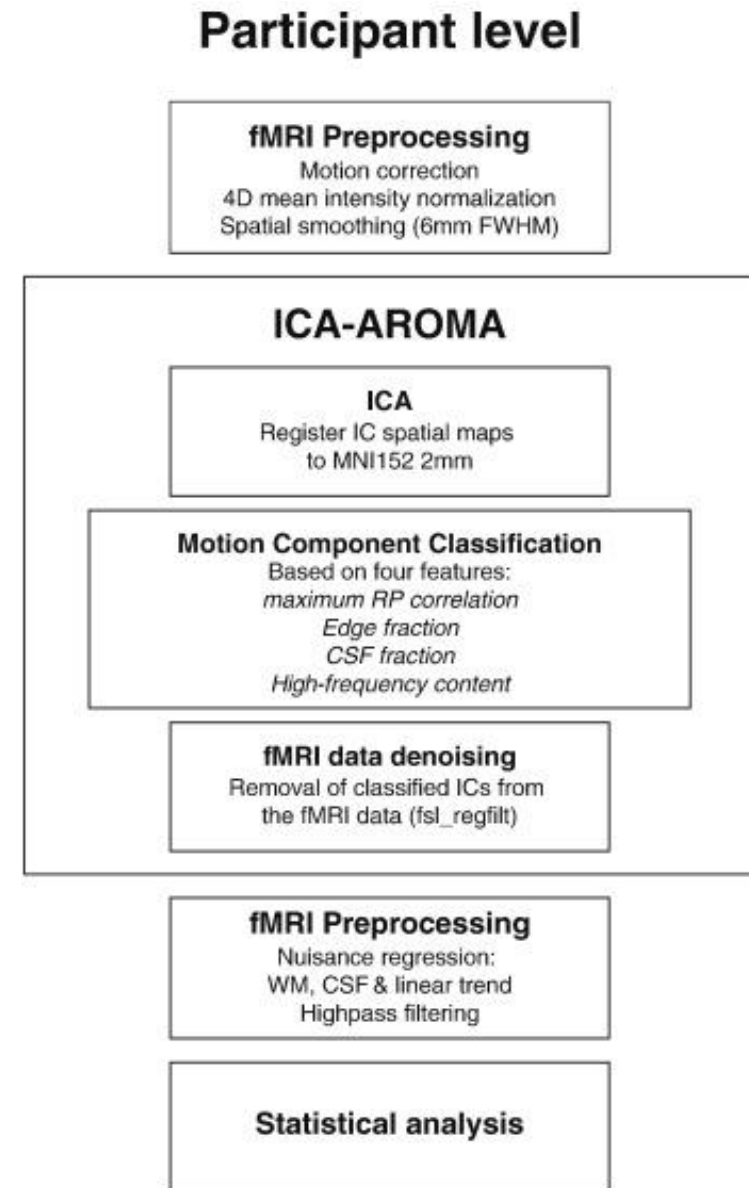 Participant level
fMRI Preprocessing
Motion correction
4D mean intensity normalization
Spatial smoothing (6mm FWHM)
ICA-AROMA
ICA
Register IC spatial maps
to MNI152 2mm
Motion Component Classification
Based on four features:
maximum RP correlation
Edge fraction
CSF fraction
High-frequency content
fMRI data denoising
Removal of classified ICs from
the fMRI data (fsl_regfilt)
fMRI Preprocessing
Nuisance regression:
WM, CSF & linear trend
Highpass filtering
Statistical analysis